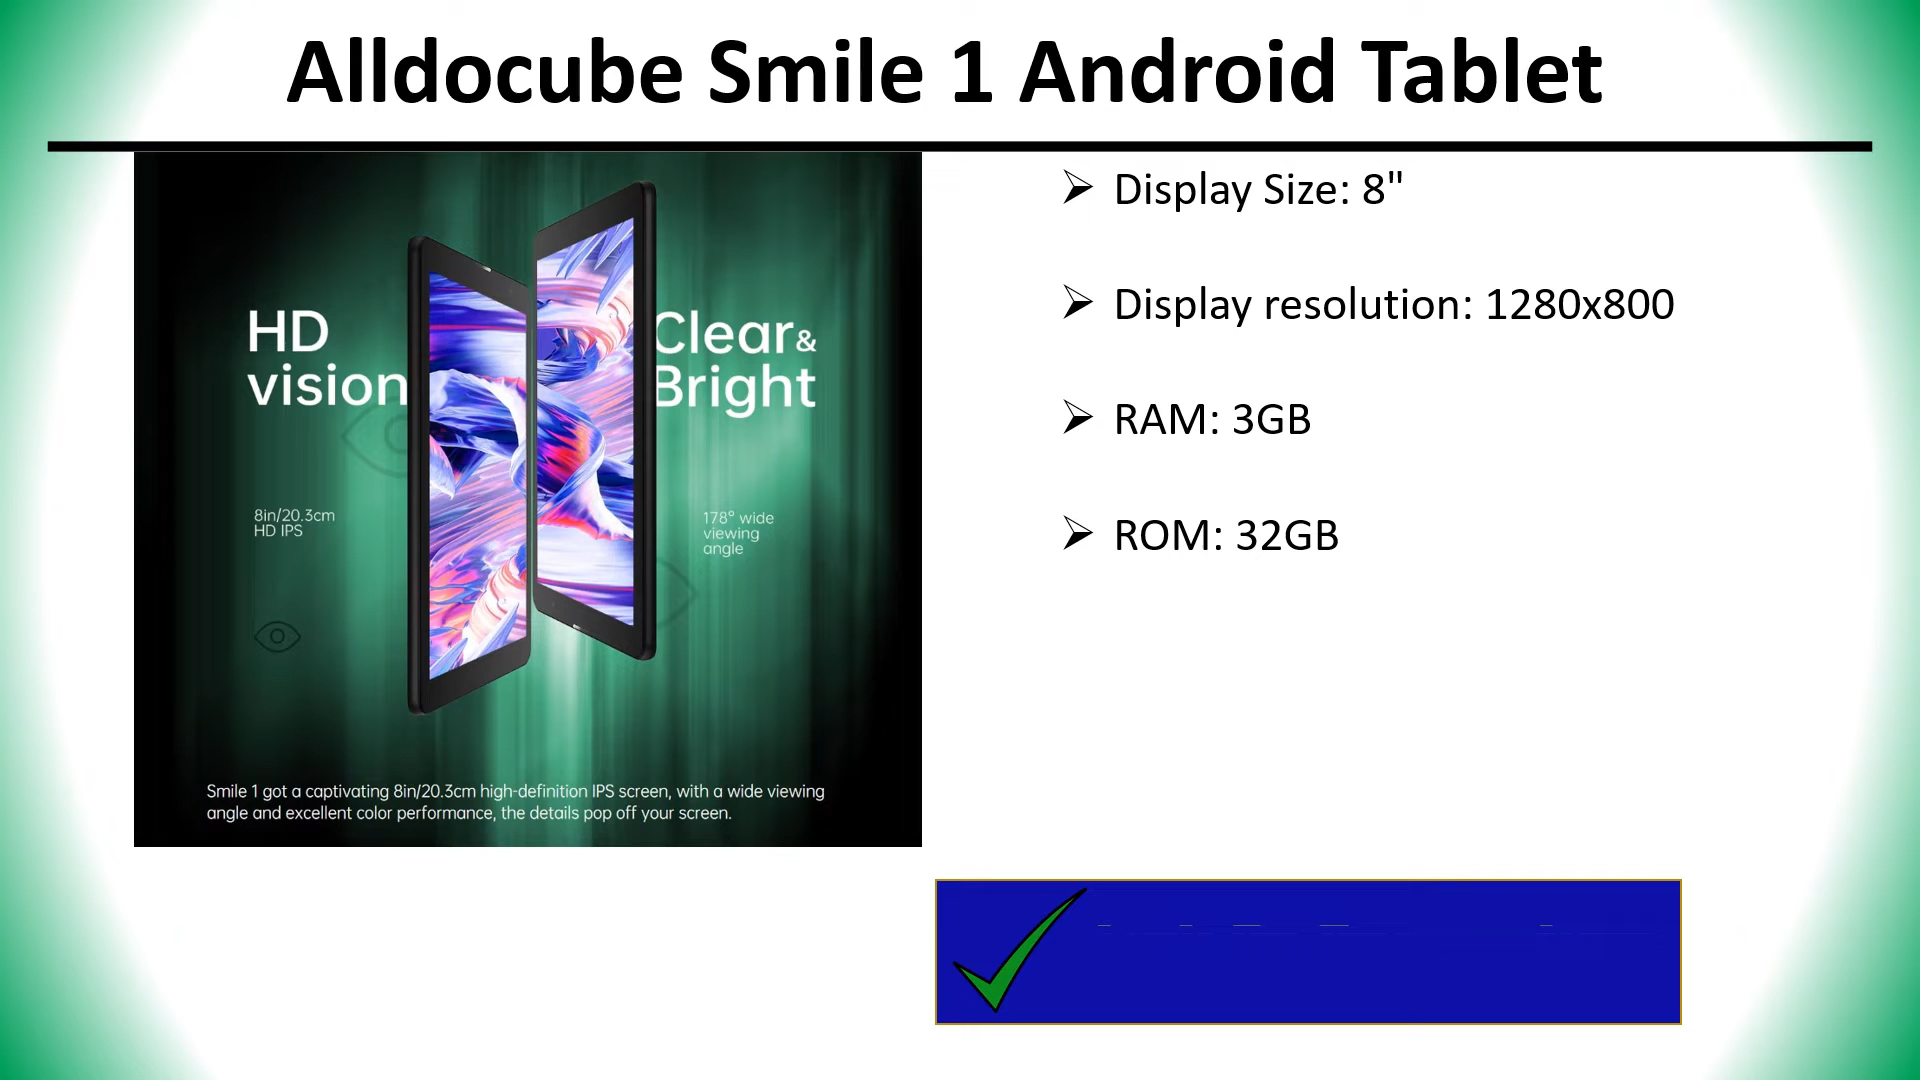 Alldocube Smile 1 Android Tablet
HD
vision
Clear&
Bright
8in/20.3cm
HD IPS
178° wide
viewing
angle
Smile 1 got a captivating 8in/20.3cm high-definition IPS screen, with a wide viewing
angle and excellent color performance, the details pop off your screen.
Display Size: 8"
Display resolution: 1280x800
RAM: 3GB
ROM: 32GB